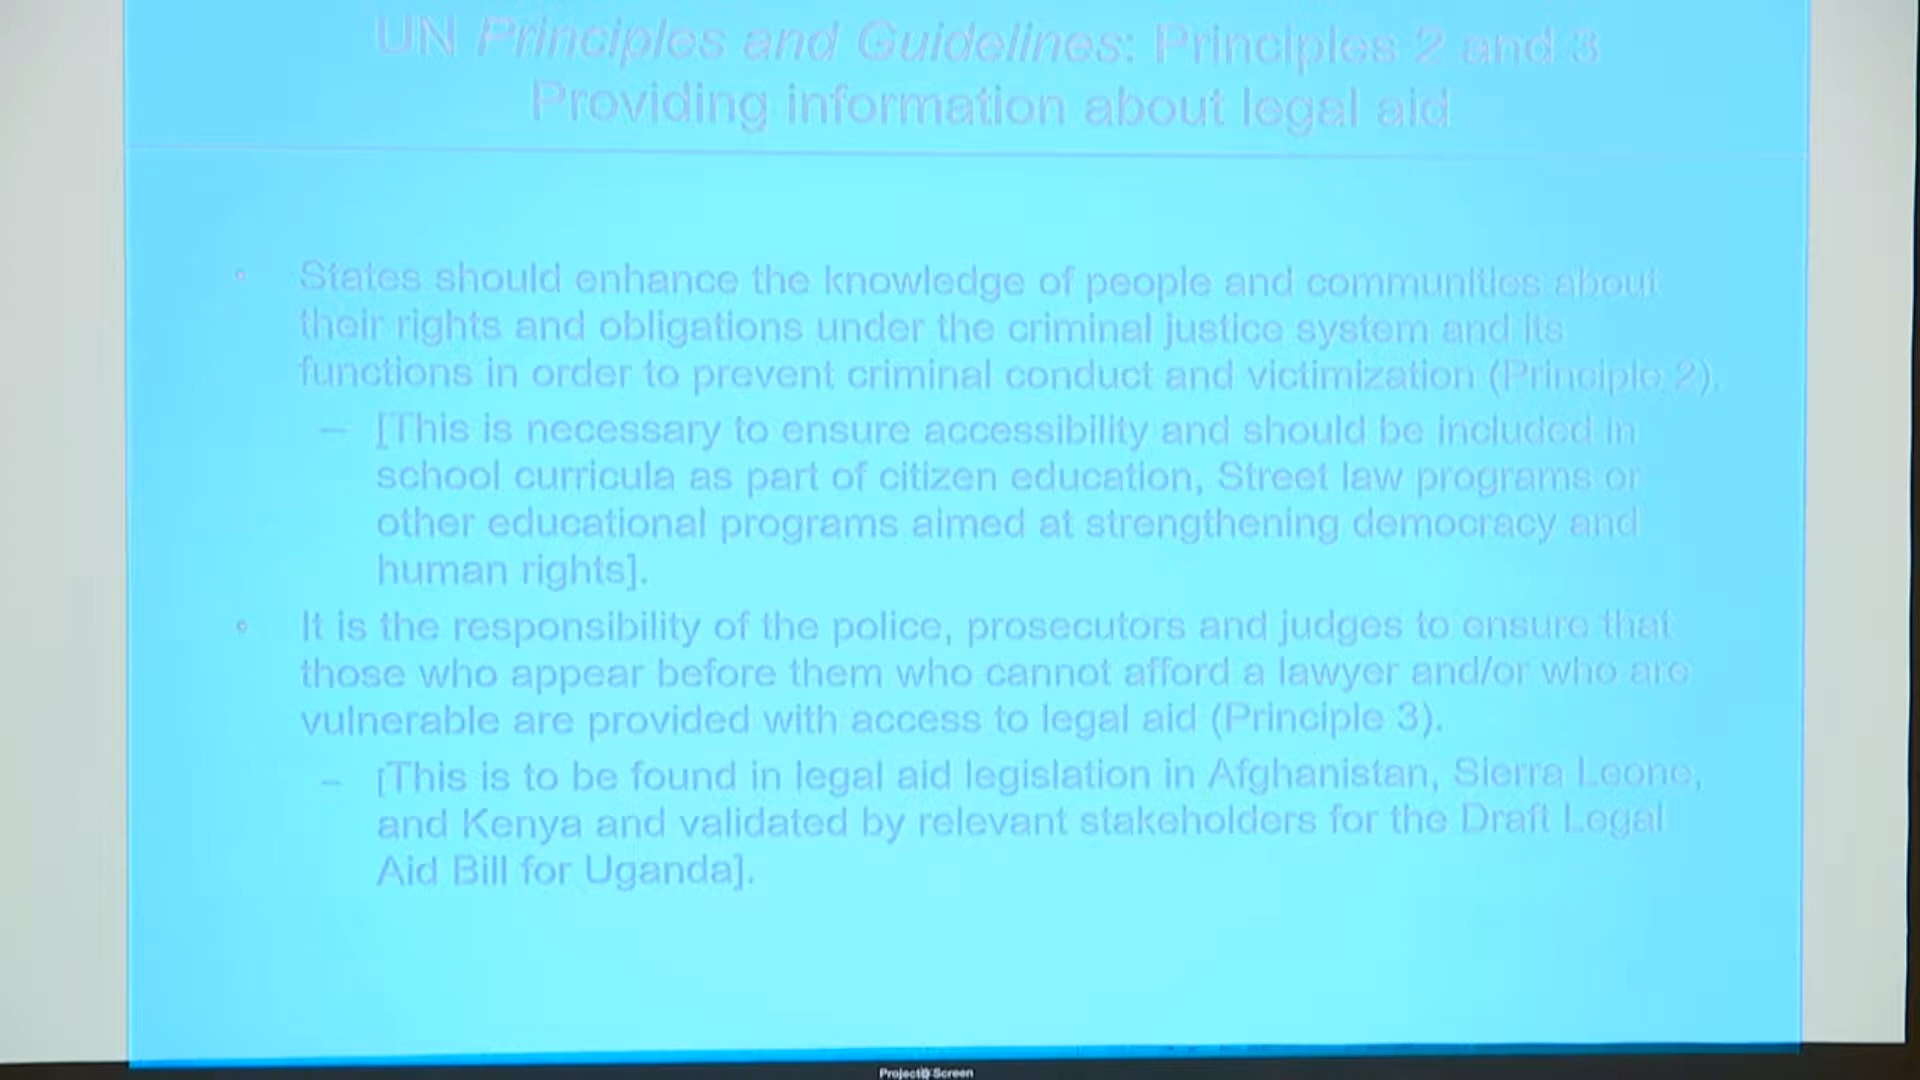 UN Principles and Guidelines: Principles 2 and 3
Providing information about legal aid
• States should enhance the knowledge of people and communities about
their rights and obligations under the criminal justice system and its
functions in order to prevent criminal conduct and victimization (Principle 2).
– [This is necessary to ensure accessibility and should be included in
school curricula as part of citizen education, Street law programs or
other educational programs aimed at strengthening democracy and
human rights].
• It is the responsibility of the police, prosecutors and judges to ensure that
those who appear before them who cannot afford a lawyer and/or who are
vulnerable are provided with access to legal aid (Principle 3).
– [This is to be found in legal aid legislation in Afghanistan, Sierra Leone,
and Kenya and validated by relevant stakeholders for the Draft Legal
Aid Bill for Uganda].
Project Screen